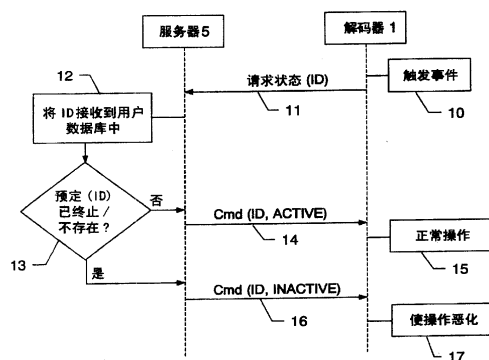 服务器5
解码器 1
12
请求状态 (ID)
触发事件
将 ID接收到用户
数据库中
11
10
预定 (ID)
已终止 /
不存在 ?
否
Cmd (ID, ACTIVE)
正常操作
13
14
15
是
Cmd (ID, INACTIVE)
16
使操作恶化
17